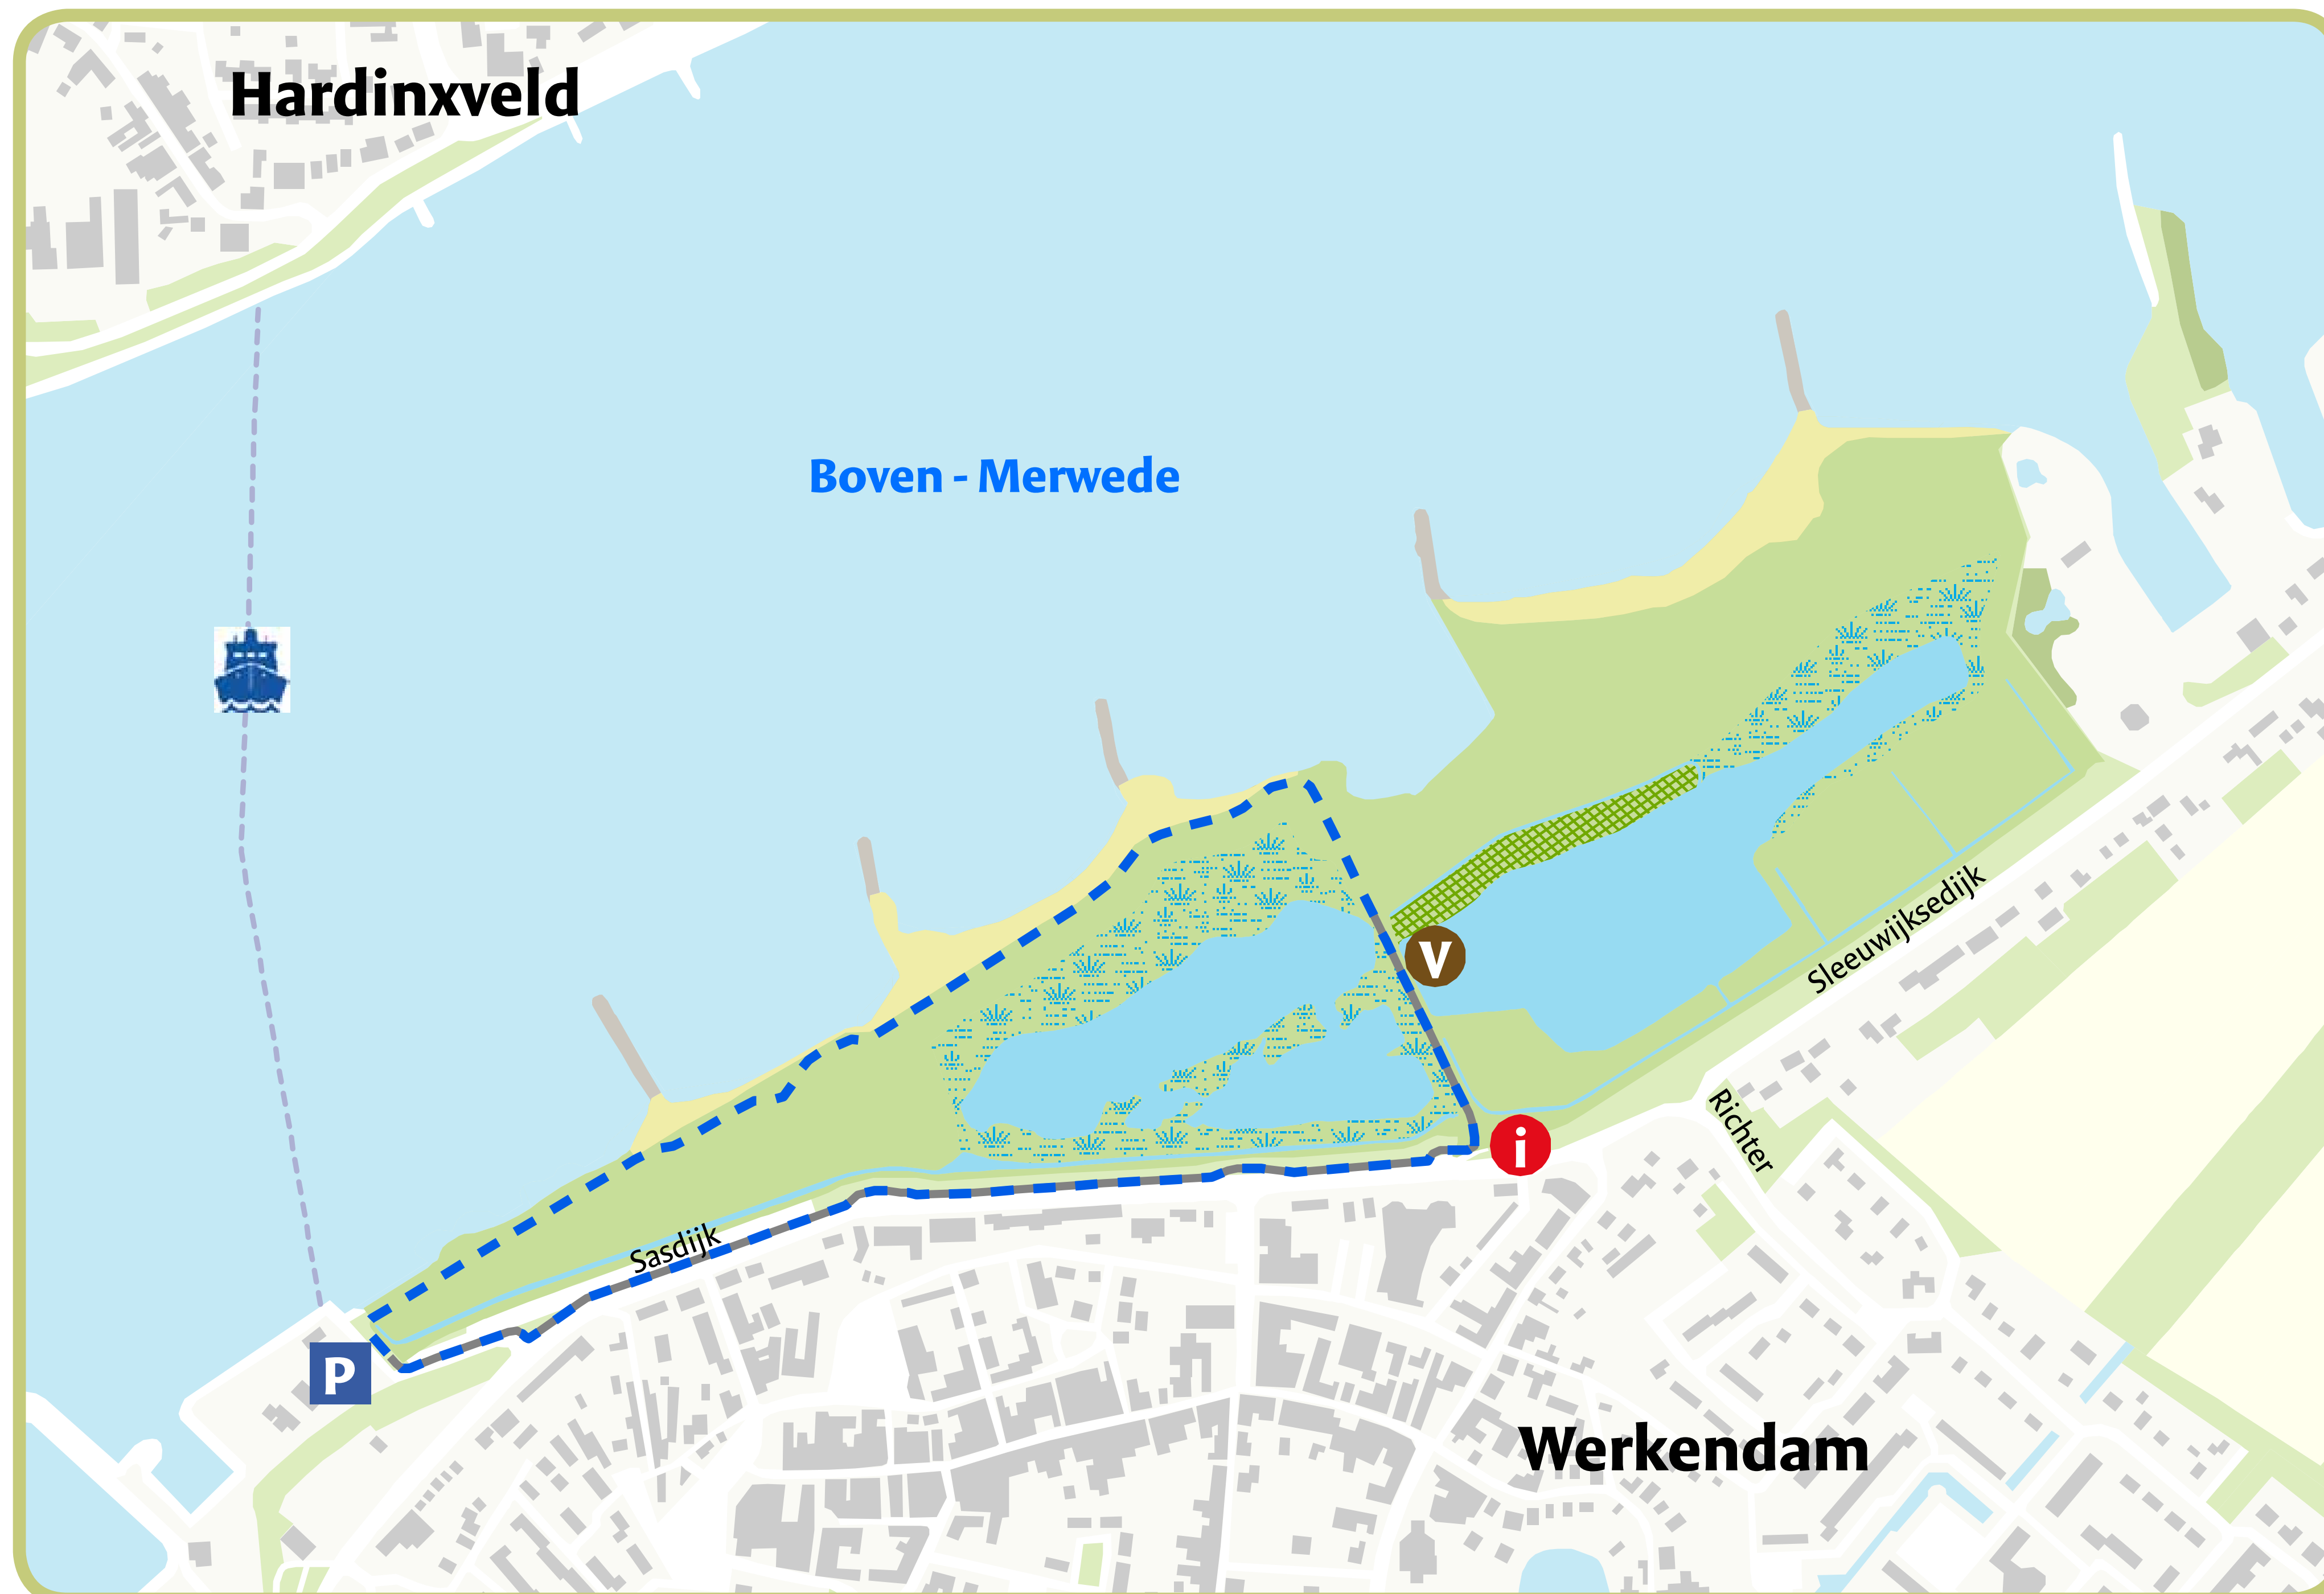 Hardinxveld
Boven - Merwede
V
Sleeuwijksedijk
Richter
i
Sasdijk
P
Werkendam